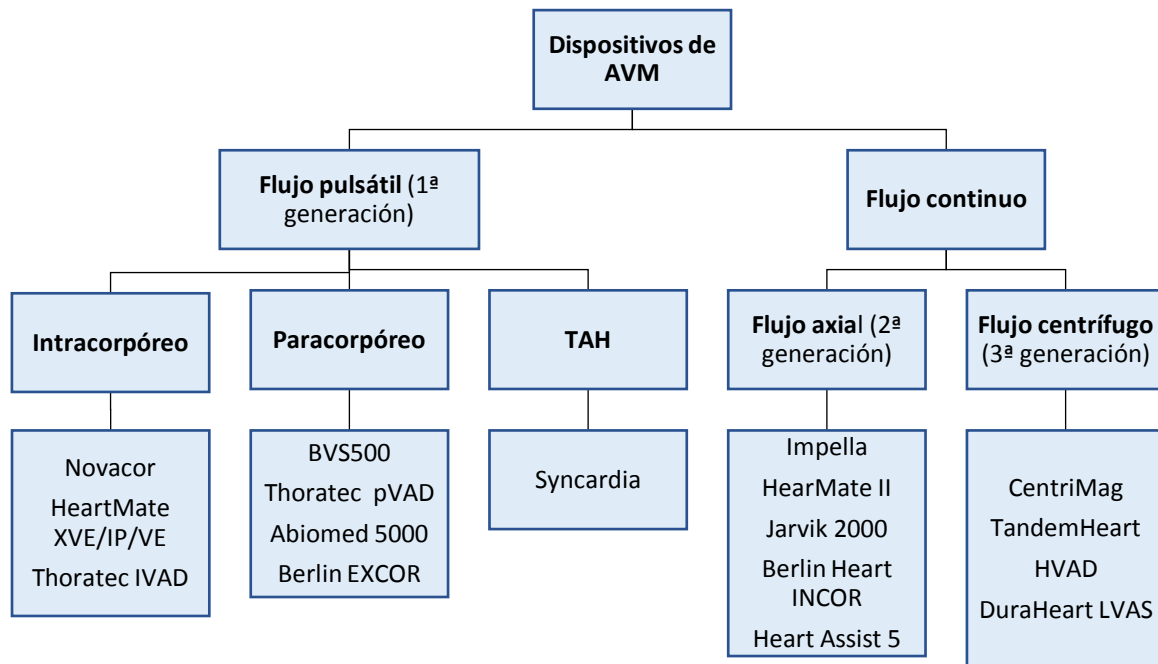 Dispositivos de
AVM
Flujo pulsátil (1ª
generación)
Flujo continuo
Intracorpóreo
Paracorpóreo
TAH
Flujo axial (2ª
generación)
Flujo centrífugo
(3ª generación)
Novacor
HeartMate
XVE/IP/VE
Thoratec IVAD
BVS500
Thoratec pVAD
Abiomed 5000
Berlin EXCOR
Syncardia
Impella
HearMate II
Jarvik 2000
Berlin Heart
INCOR
Heart Assist 5
CentriMag
TandemHeart
HVAD
DuraHeart LVAS